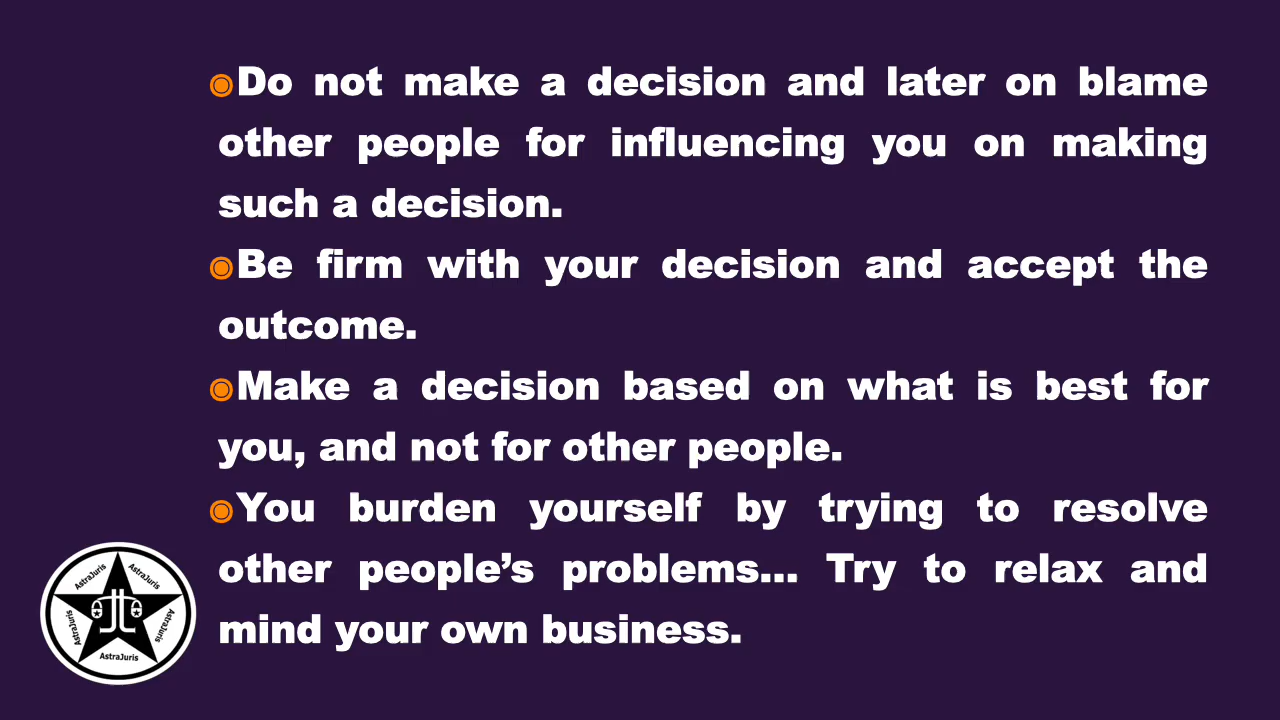 ◉Do not make a decision and later on blame
other people for influencing you on making
such a decision.
◉Be firm with your decision and accept the
outcome.
◉Make a decision based on what is best for
you, and not for other people.
◉You burden yourself by trying to resolve
other people’s problems… Try to relax and
mind your own business.
AstraJuris
AstraJuris
AstraJuris
AstraJuris
AstraJuris